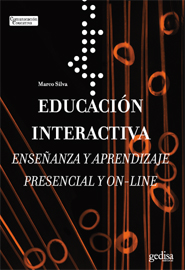 Marco Silva
EDUCACIÓN
INTERACTIVA
ENSEÑANZA Y APRENDIZAJE
PRESENCIAL Y ON-LINE
gedisa